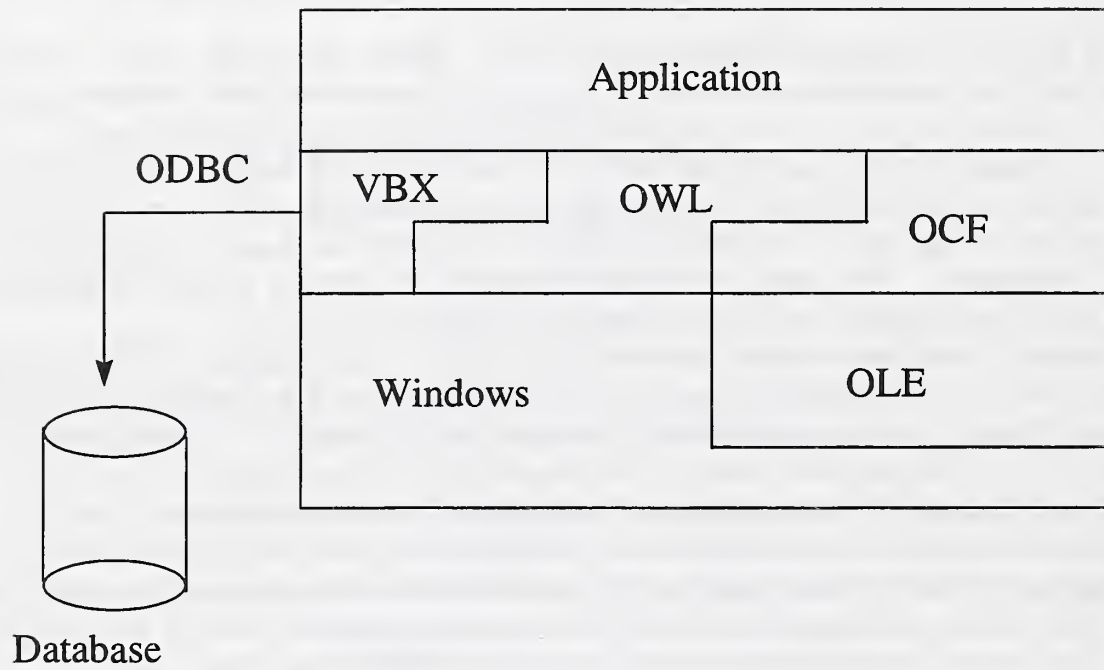 Application
ODBC
VBX
OWL
OCF
Windows
OLE
Database